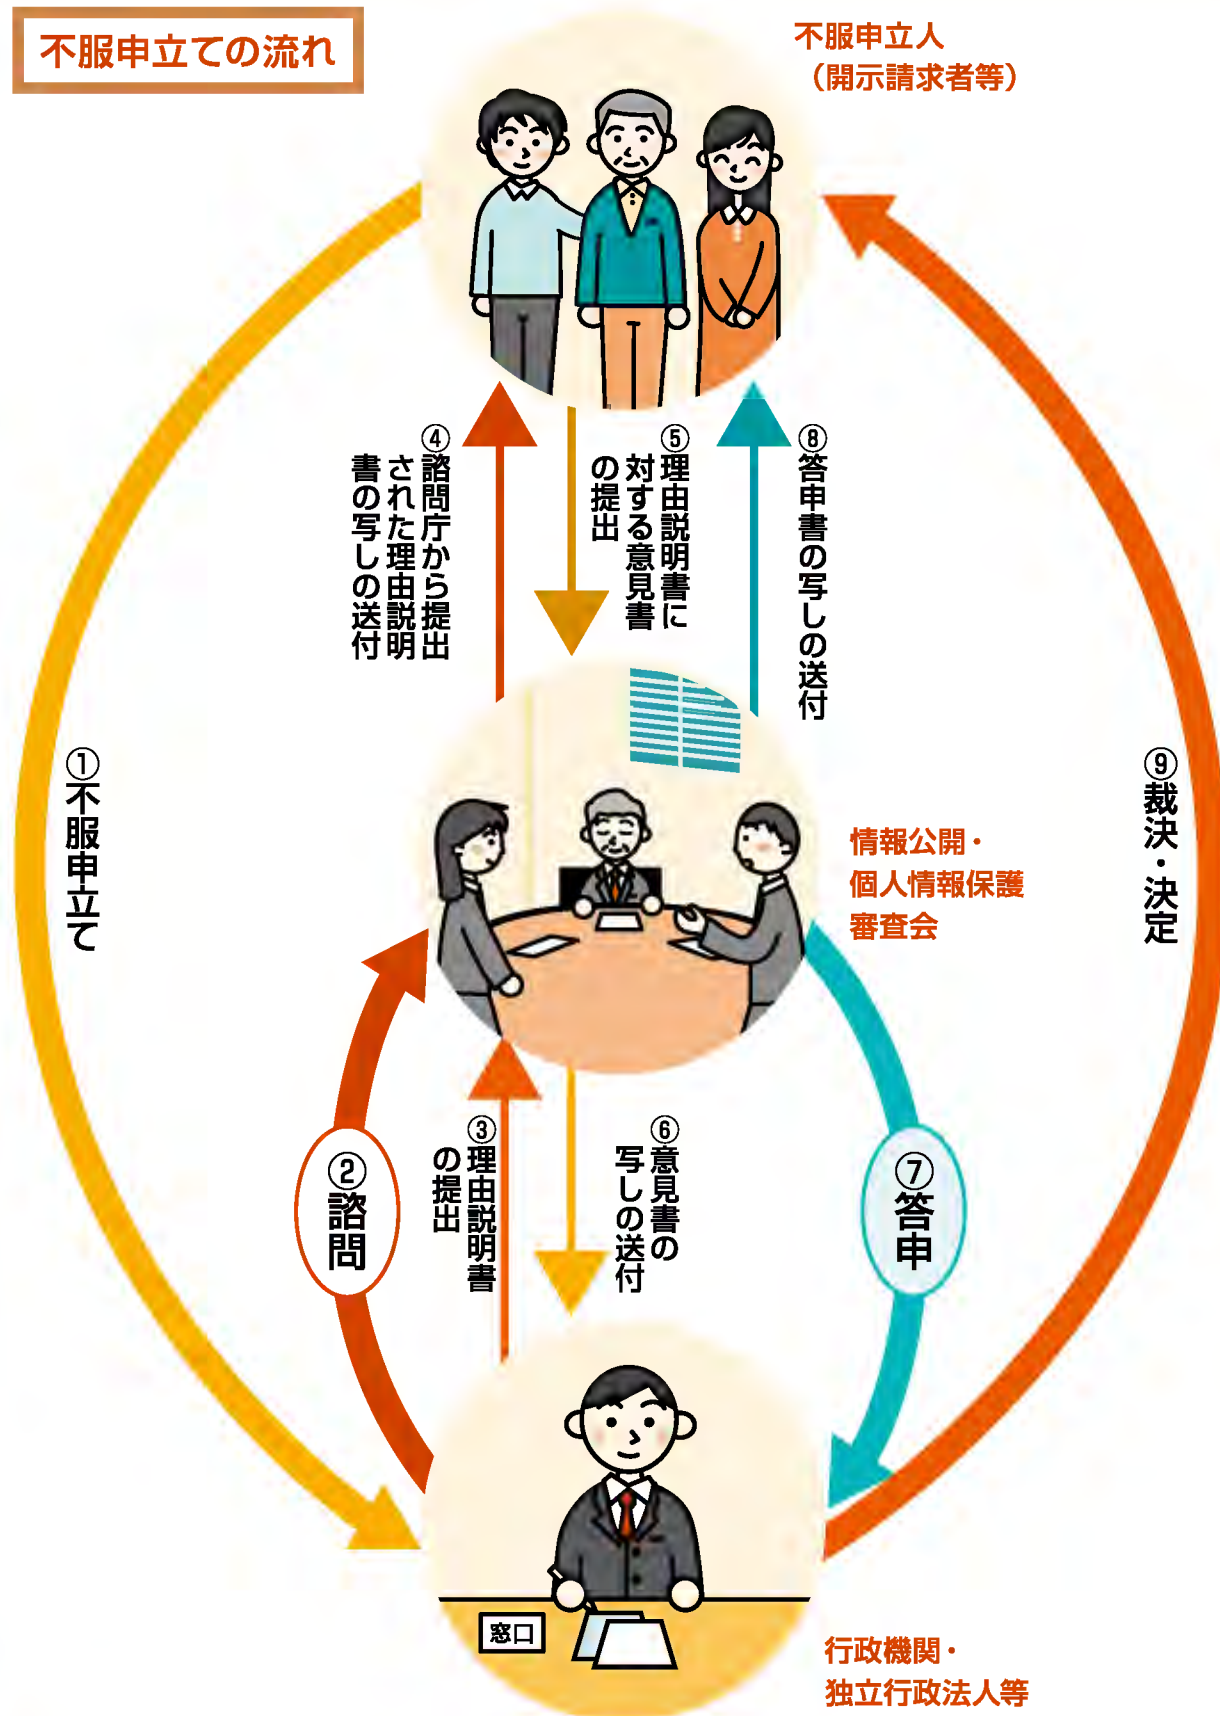 不服申立ての流れ
不服申立人
（開示請求者等）
④諮問庁から提出
された理由説明
書の写しの送付
⑤理由説明書に
対する意見書
の提出
⑧答申書の写しの送付
①不服申立て
⑨裁決・決定
情報公開・
個人情報保護
審査会
②諮問
③理由説明書
の提出
⑥意見書の
写しの送付
⑦答申
窓口
行政機関・
独立行政法人等